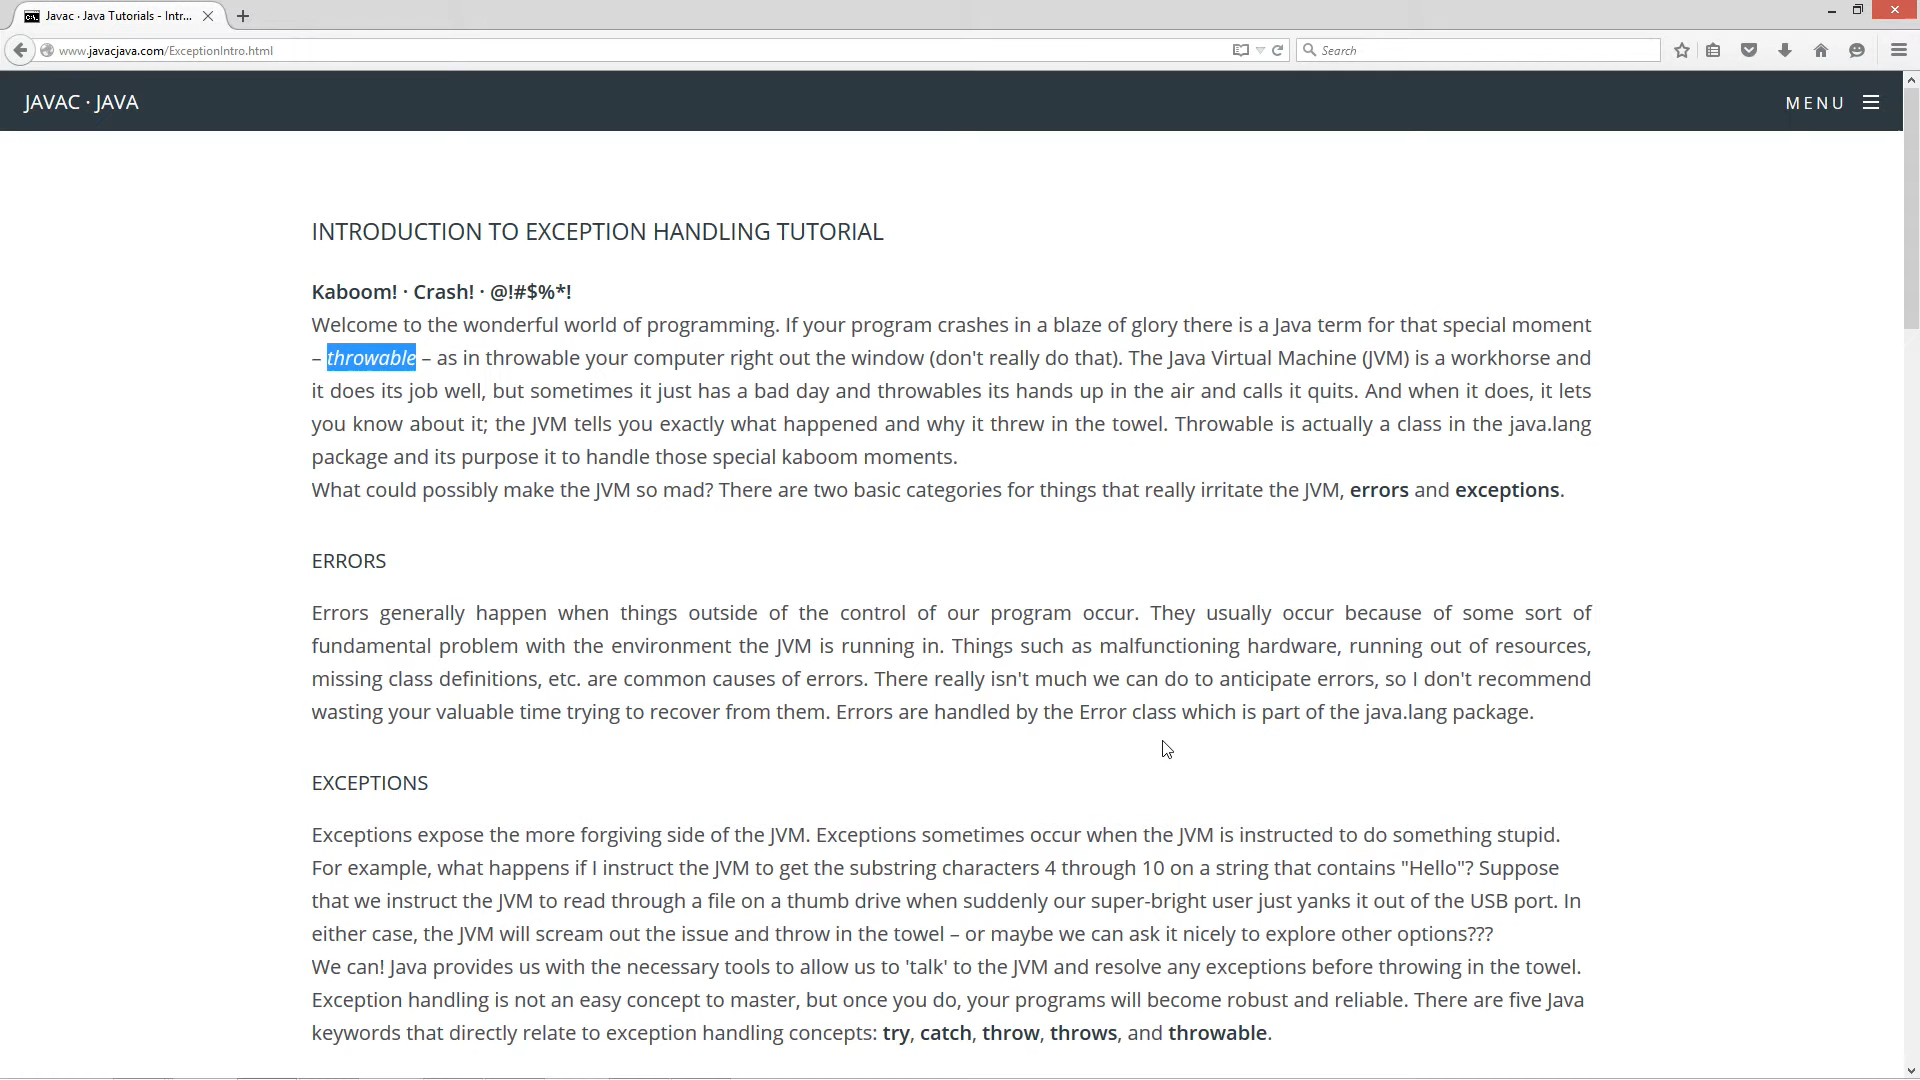 Javac · Java Tutorials - Intr...
www.javacjava.com/ExceptionIntro.html
Search
JAVAC · JAVA
MENU
INTRODUCTION TO EXCEPTION HANDLING TUTORIAL
Kaboom! · Crash! · @!#$%*!
Welcome to the wonderful world of programming. If your program crashes in a blaze of glory there is a Java term for that special moment
– throwable – as in throwable your computer right out the window (don't really do that). The Java Virtual Machine (JVM) is a workhorse and
it does its job well, but sometimes it just has a bad day and throwables its hands up in the air and calls it quits. And when it does, it lets
you know about it; the JVM tells you exactly what happened and why it threw in the towel. Throwable is actually a class in the java.lang
package and its purpose it to handle those special kaboom moments.
What could possibly make the JVM so mad? There are two basic categories for things that really irritate the JVM, errors and exceptions.
ERRORS
Errors generally happen when things outside of the control of our program occur. They usually occur because of some sort of
fundamental problem with the environment the JVM is running in. Things such as malfunctioning hardware, running out of resources,
missing class definitions, etc. are common causes of errors. There really isn't much we can do to anticipate errors, so I don't recommend
wasting your valuable time trying to recover from them. Errors are handled by the Error class which is part of the java.lang package.
EXCEPTIONS
Exceptions expose the more forgiving side of the JVM. Exceptions sometimes occur when the JVM is instructed to do something stupid.
For example, what happens if I instruct the JVM to get the substring characters 4 through 10 on a string that contains "Hello"? Suppose
that we instruct the JVM to read through a file on a thumb drive when suddenly our super-bright user just yanks it out of the USB port. In
either case, the JVM will scream out the issue and throw in the towel – or maybe we can ask it nicely to explore other options???
We can! Java provides us with the necessary tools to allow us to 'talk' to the JVM and resolve any exceptions before throwing in the towel.
Exception handling is not an easy concept to master, but once you do, your programs will become robust and reliable. There are five Java
keywords that directly relate to exception handling concepts: try, catch, throw, throws, and throwable.